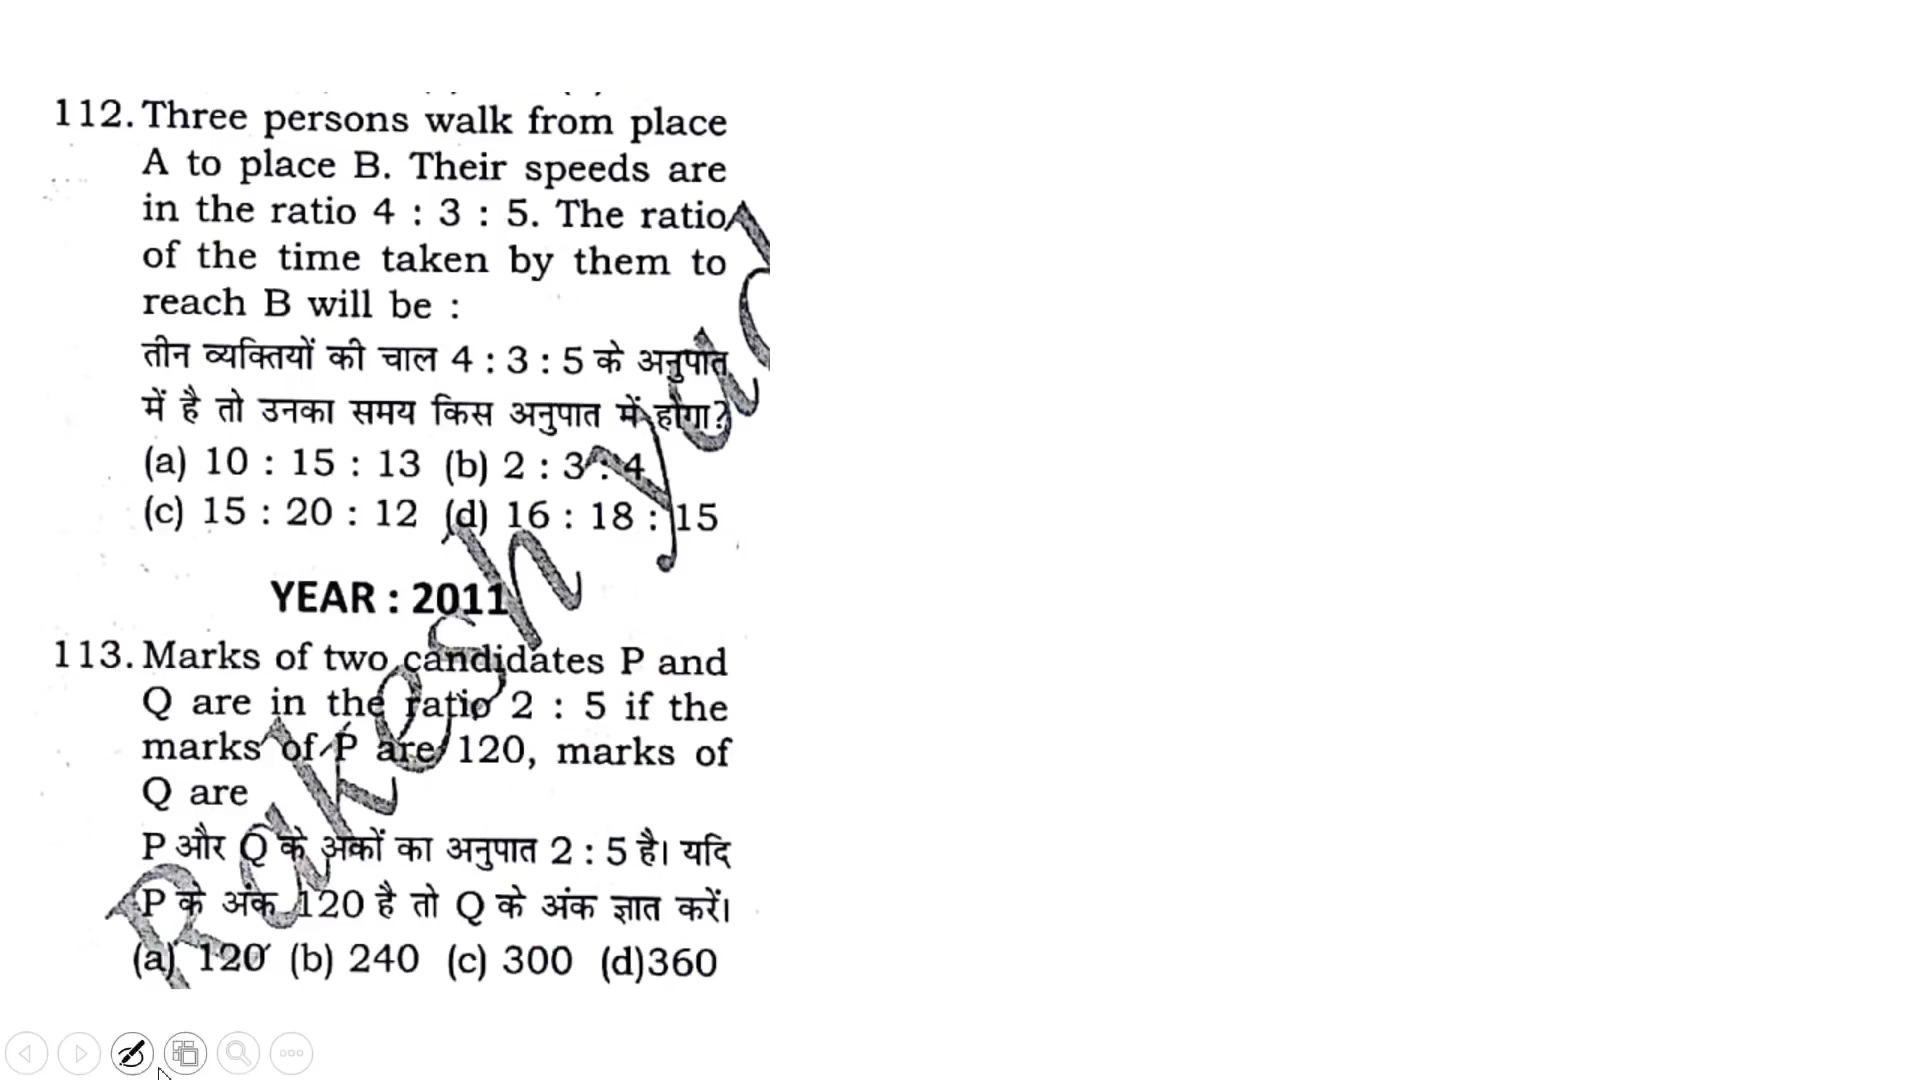 112. Three persons walk from place
A to place B. Their speeds are
in the ratio 4 : 3 : 5. The ratio
of the time taken by them to
reach B will be :
तीन व्यक्तियों की चाल 4 : 3 : 5 के अनुपात
में है तो उनका समय किस अनुपात में होगा?
(a) 10 : 15 : 13 (b) 2 : 3 : 4
(c) 15 : 20 : 12 (d) 16 : 18 : 15
YEAR : 2011
113. Marks of two candidates P and
Q are in the ratio 2 : 5 if the
marks of P are 120, marks of
Q are
P और Q के अंकों का अनुपात 2 : 5 है। यदि
P के अंक 120 है तो Q के अंक ज्ञात करें।
(a) 120 (b) 240 (c) 300 (d)360
Rakesh yad